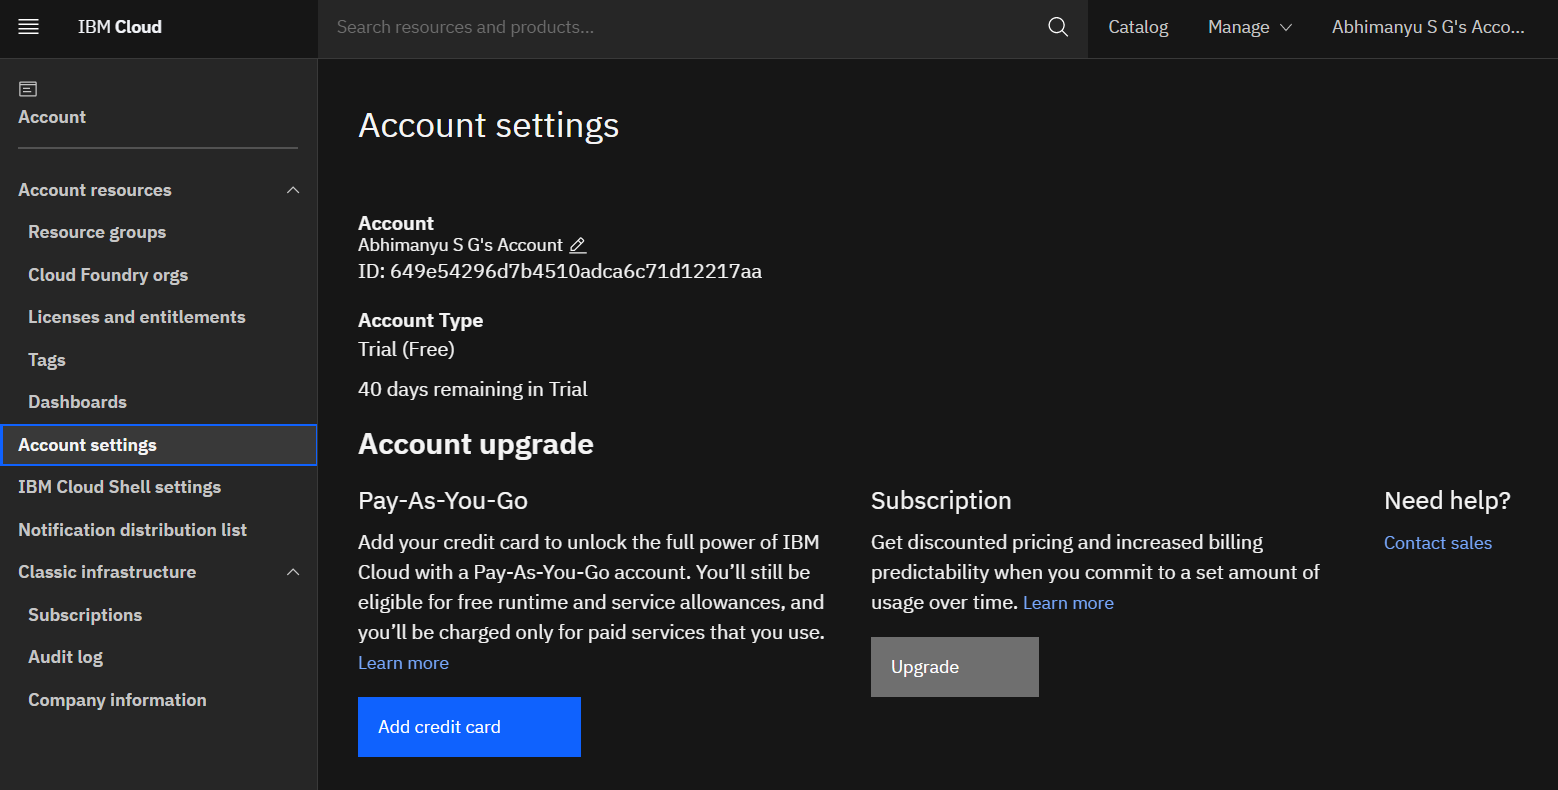 IBM Cloud
Search resources and products...
Catalog
Manage
Abhimanyu S G's Acco...
Account
Account resources
Resource groups
Cloud Foundry orgs
Licenses and entitlements
Tags
Dashboards
Account settings
IBM Cloud Shell settings
Notification distribution list
Classic infrastructure
Subscriptions
Audit log
Company information
Account settings
Account
Abhimanyu S G's Account
ID: 649e54296d7b4510adca6c71d12217aa
Account Type
Trial (Free)
40 days remaining in Trial
Account upgrade
Pay-As-You-Go
Add your credit card to unlock the full power of IBM
Cloud with a Pay-As-You-Go account. You’ll still be
eligible for free runtime and service allowances, and
you’ll be charged only for paid services that you use.
Learn more
Add credit card
Subscription
Get discounted pricing and increased billing
predictability when you commit to a set amount of
usage over time. Learn more
Upgrade
Need help?
Contact sales